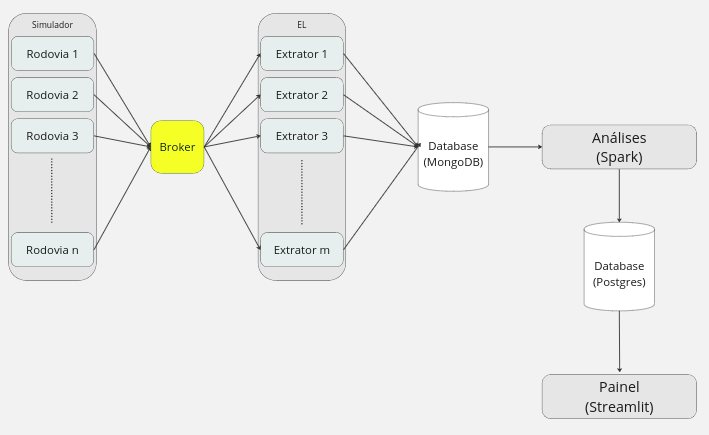 Simulador
Rodovia 1
Rodovia 2
Rodovia 3
Rodovia n
Broker
EL
Extrator 1
Extrator 2
Extrator 3
Extrator m
Database
(MongoDB)
Análises
(Spark)
Database
(Postgres)
Painel
(Streamlit)